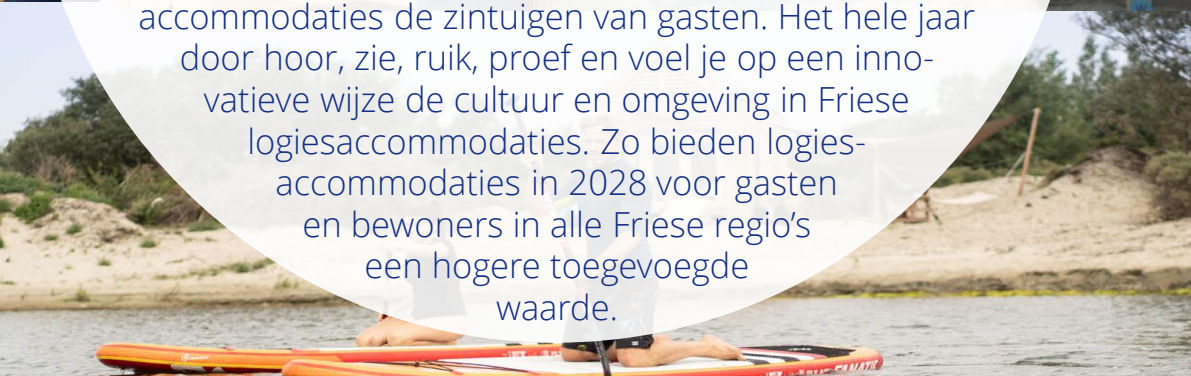 accommodaties de zintuigen van gasten. Het hele jaar
door hoor, zie, ruik, proef en voel je op een inno-
vatieve wijze de cultuur en omgeving in Friese
logiesaccommodaties. Zo bieden logies-
accommodaties in 2028 voor gasten
en bewoners in alle Friese regio's
een hogere toegevoegde
waarde.
FANATIC